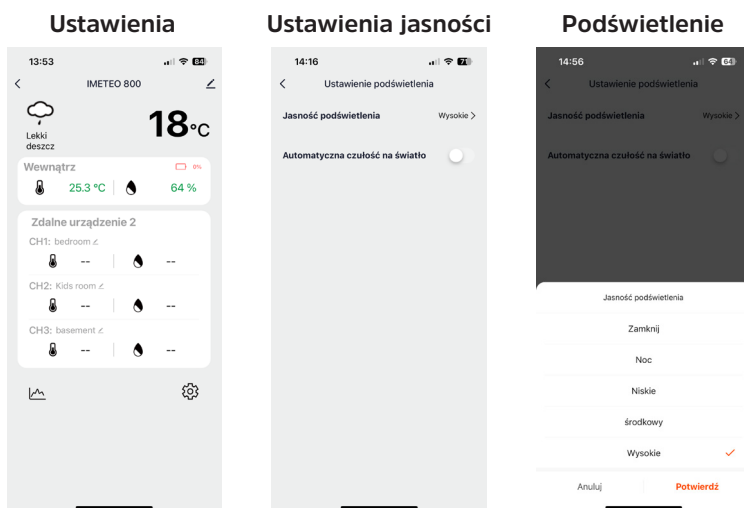 Ustawienia
13:53
84
IMETEO 800
Lekki
deszcz
18°C
Wewnątrz
0%
25.3 °C
64 %
Zdalne urządzenie 2
CH1: bedroom
--
--
CH2: Kids room
--
--
CH3: basement
--
--
Ustawienia jasności
14:16
71
Ustawienie podświetlenia
Jasność podświetlenia
Wysokie >
Automatyczna czułość na światło
Podświetlenie
14:56
64
Ustawienie podświetlenia
Jasność podświetlenia
Wysokie >
Automatyczna czułość na światło
Jasność podświetlenia
Zamknij
Noc
Niskie
środkowy
Wysokie
Anuluj
Potwierdź